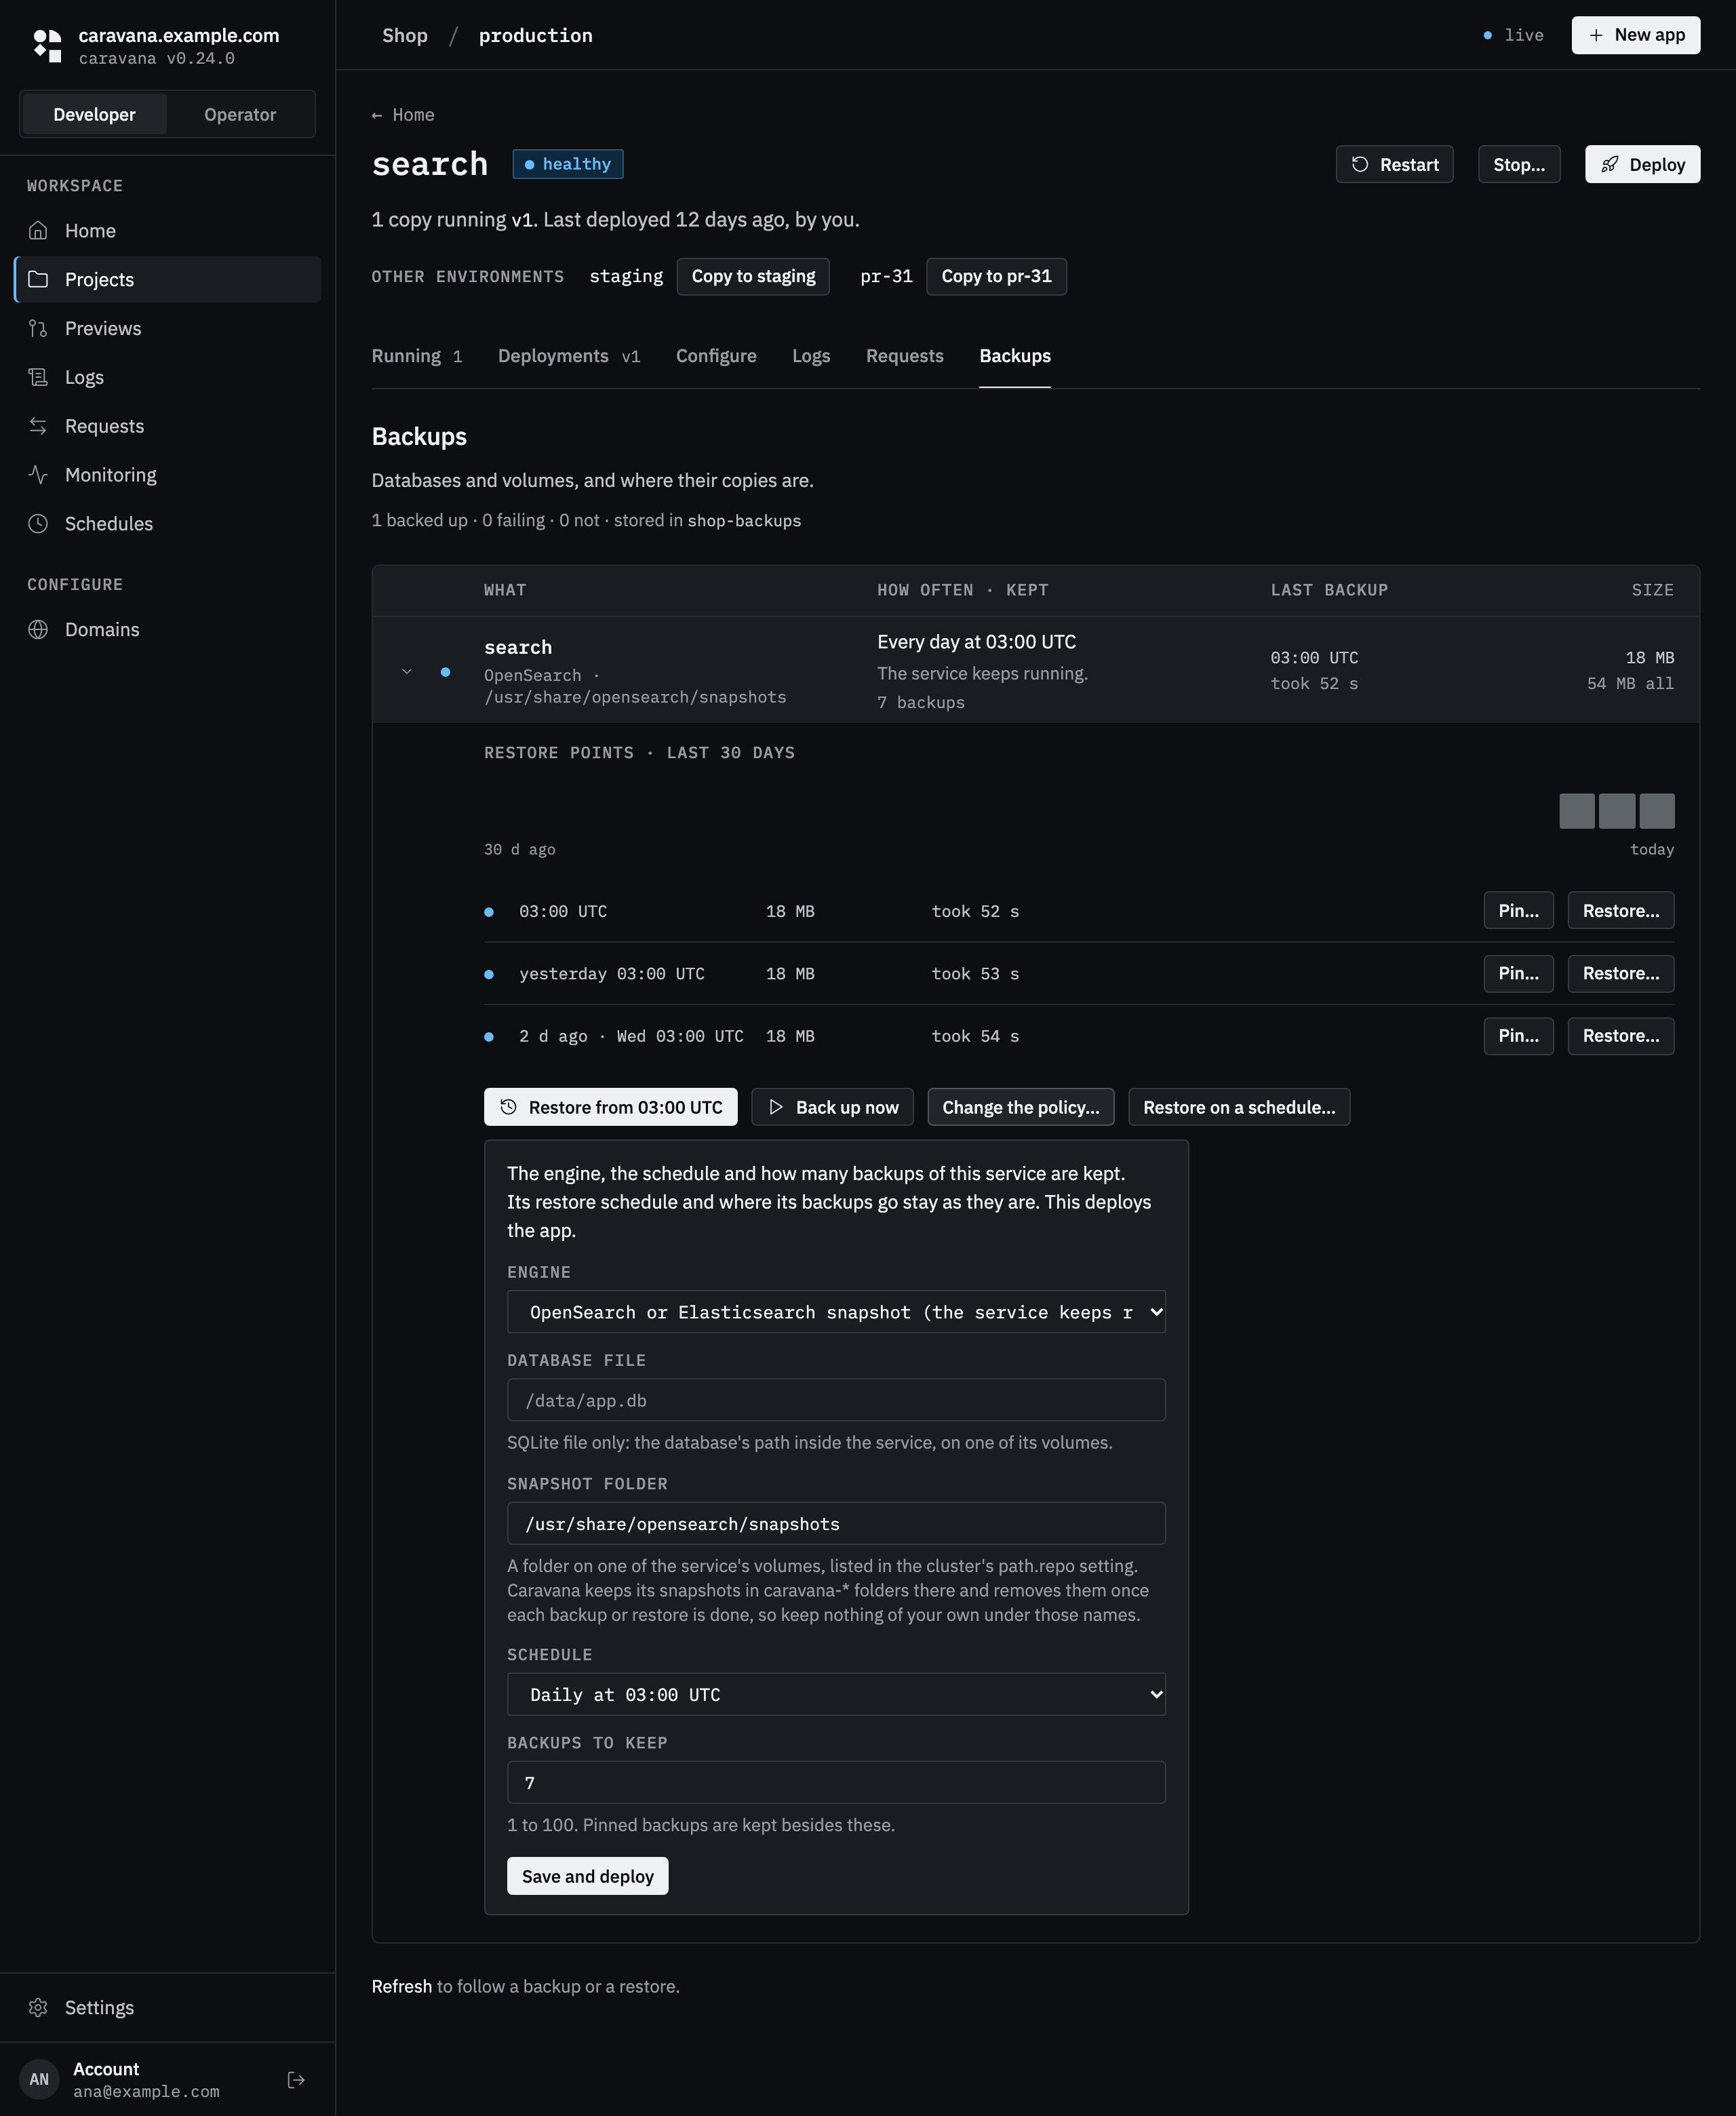 caravana.example.com
caravana v0.24.0
Developer
Operator
WORKSPACE
Home
Projects
Previews
Logs
Requests
Monitoring
Schedules
CONFIGURE
Domains
Settings
AN
Account
ana@example.com
Shop / production
live
+ New app
← Home
search
healthy
Restart
Stop...
Deploy
1 copy running v1. Last deployed 12 days ago, by you.
OTHER ENVIRONMENTS staging Copy to staging pr-31 Copy to pr-31
Running 1 Deployments v1 Configure Logs Requests Backups
Backups
Databases and volumes, and where their copies are.
1 backed up · 0 failing · 0 not · stored in shop-backups
WHAT HOW OFTEN · KEPT LAST BACKUP SIZE
search
OpenSearch ·
/usr/share/opensearch/snapshots
Every day at 03:00 UTC
The service keeps running.
7 backups
03:00 UTC
took 52 s
18 MB
54 MB all
RESTORE POINTS · LAST 30 DAYS
30 d ago today
03:00 UTC 18 MB took 52 s Pin... Restore...
yesterday 03:00 UTC 18 MB took 53 s Pin... Restore...
2 d ago · Wed 03:00 UTC 18 MB took 54 s Pin... Restore...
Restore from 03:00 UTC Back up now Change the policy... Restore on a schedule...
The engine, the schedule and how many backups of this service are kept.
Its restore schedule and where its backups go stay as they are. This deploys
the app.
ENGINE
OpenSearch or Elasticsearch snapshot (the service keeps r
DATABASE FILE
/data/app.db
SQLite file only: the database's path inside the service, on one of its volumes.
SNAPSHOT FOLDER
/usr/share/opensearch/snapshots
A folder on one of the service's volumes, listed in the cluster's path.repo setting.
Caravana keeps its snapshots in caravana-* folders there and removes them once
each backup or restore is done, so keep nothing of your own under those names.
SCHEDULE
Daily at 03:00 UTC
BACKUPS TO KEEP
7
1 to 100. Pinned backups are kept besides these.
Save and deploy
Refresh to follow a backup or a restore.